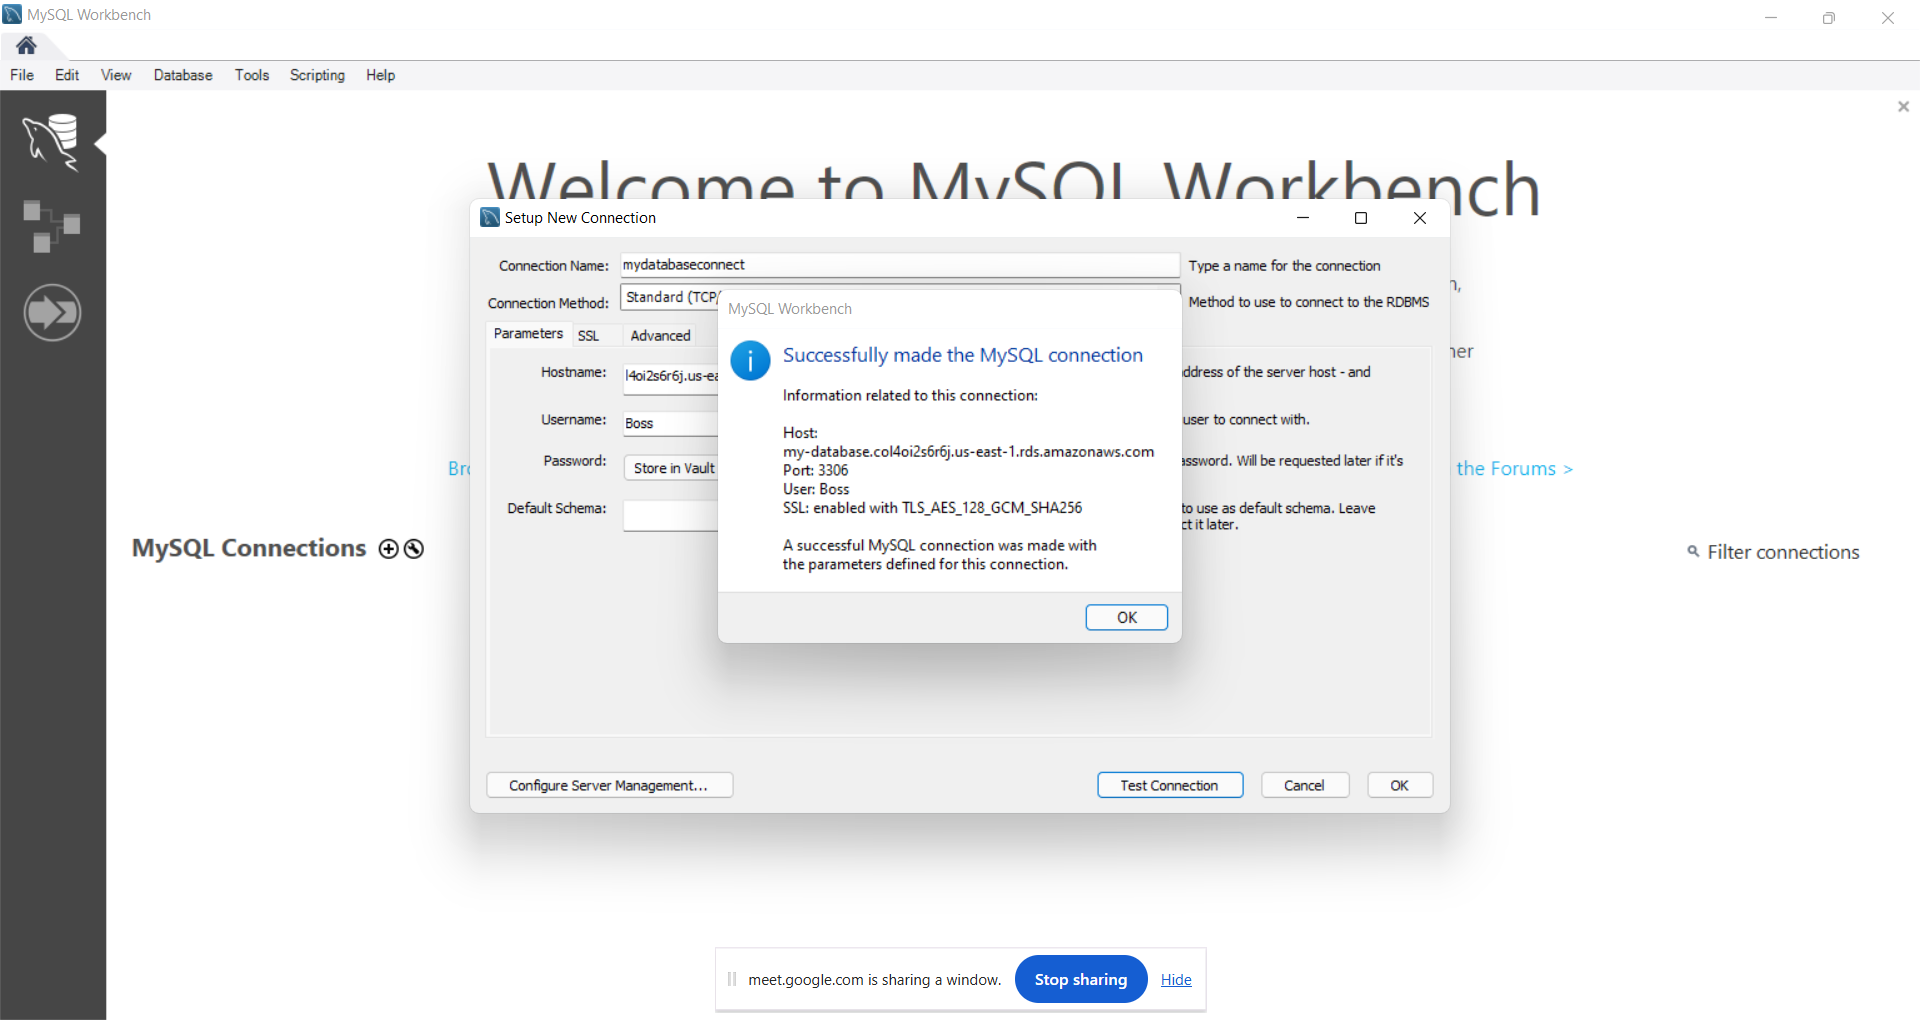 MySQL Workbench
File Edit View Database Tools Scripting Help
Welcome to MySQL Workbench
Setup New Connection
Connection Name: mydatabaseconnect Type a name for the connection
Connection Method: Standard (TCP/ Method to use to connect to the RDBMS
MySQL Workbench
Parameters SSL Advanced
Successfully made the MySQL connection
Hostname: l4oi2s6r6j.us-ea ddress of the server host - and
Information related to this connection:
Username: Boss user to connect with.
Host:
my-database.col4oi2s6r6j.us-east-1.rds.amazonaws.com
Password: Store in Vault assword. Will be requested later if it's
Port: 3306
User: Boss
SSL: enabled with TLS_AES_128_GCM_SHA256
Default Schema: to use as default schema. Leave
ct it later.
A successful MySQL connection was made with
the parameters defined for this connection.
OK
n,
ner
Bro
the Forums >
MySQL Connections
Filter connections
Configure Server Management... Test Connection Cancel OK
meet.google.com is sharing a window. Stop sharing Hide